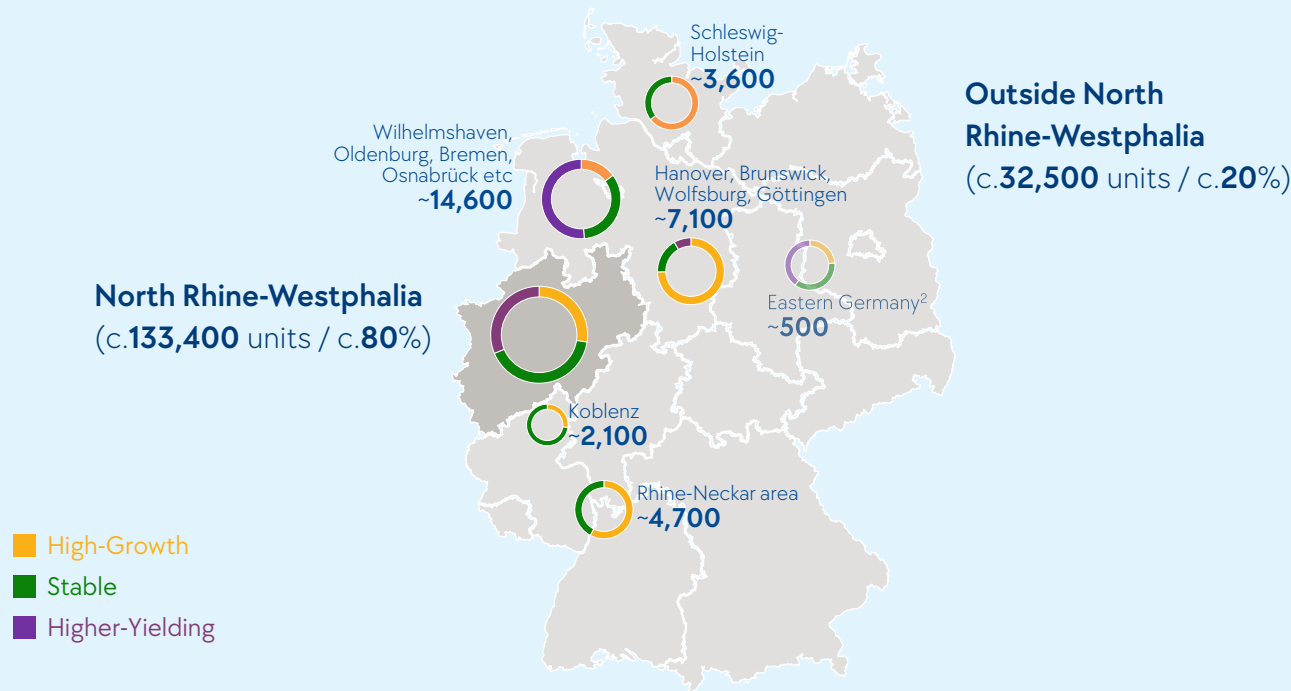 Schleswig-
Holstein
~3,600
Outside North
Rhine-Westphalia
(c.32,500 units / c.20%)
Wilhelmshaven,
Oldenburg, Bremen,
Osnabrück etc
~14,600
Hanover, Brunswick,
Wolfsburg, Göttingen
~7,100
North Rhine-Westphalia
(c.133,400 units / c.80%)
Eastern Germany²
~500
Koblenz
~2,100
Rhine-Neckar area
~4,700
High-Growth
Stable
Higher-Yielding